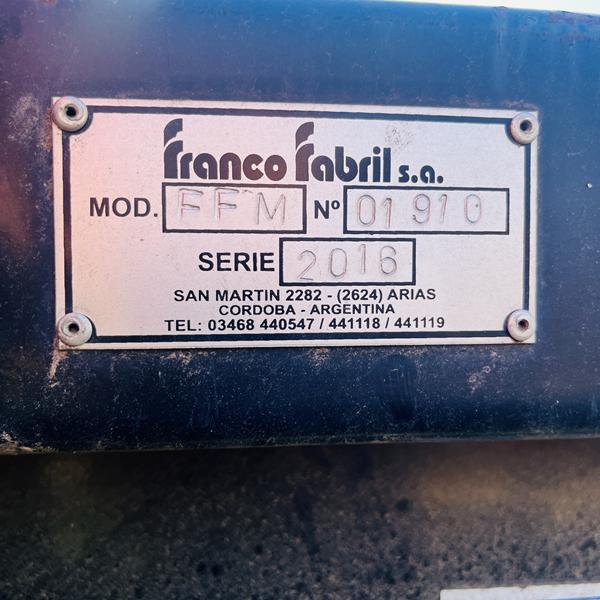 Franco Fabril s.a.
MOD. FFM Nº 01910
SERIE 2016
SAN MARTIN 2282 - (2624) ARIAS
CORDOBA - ARGENTINA
TEL: 03468 440547 / 441118 / 441119